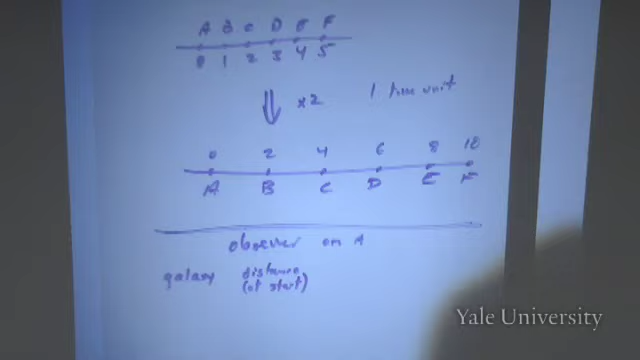 A B C D E F
0 1 2 3 4 5
x2 1 time unit
0 2 4 6 8 10
A B C D E F
observer on A
galaxy distance
(at start)
Yale University